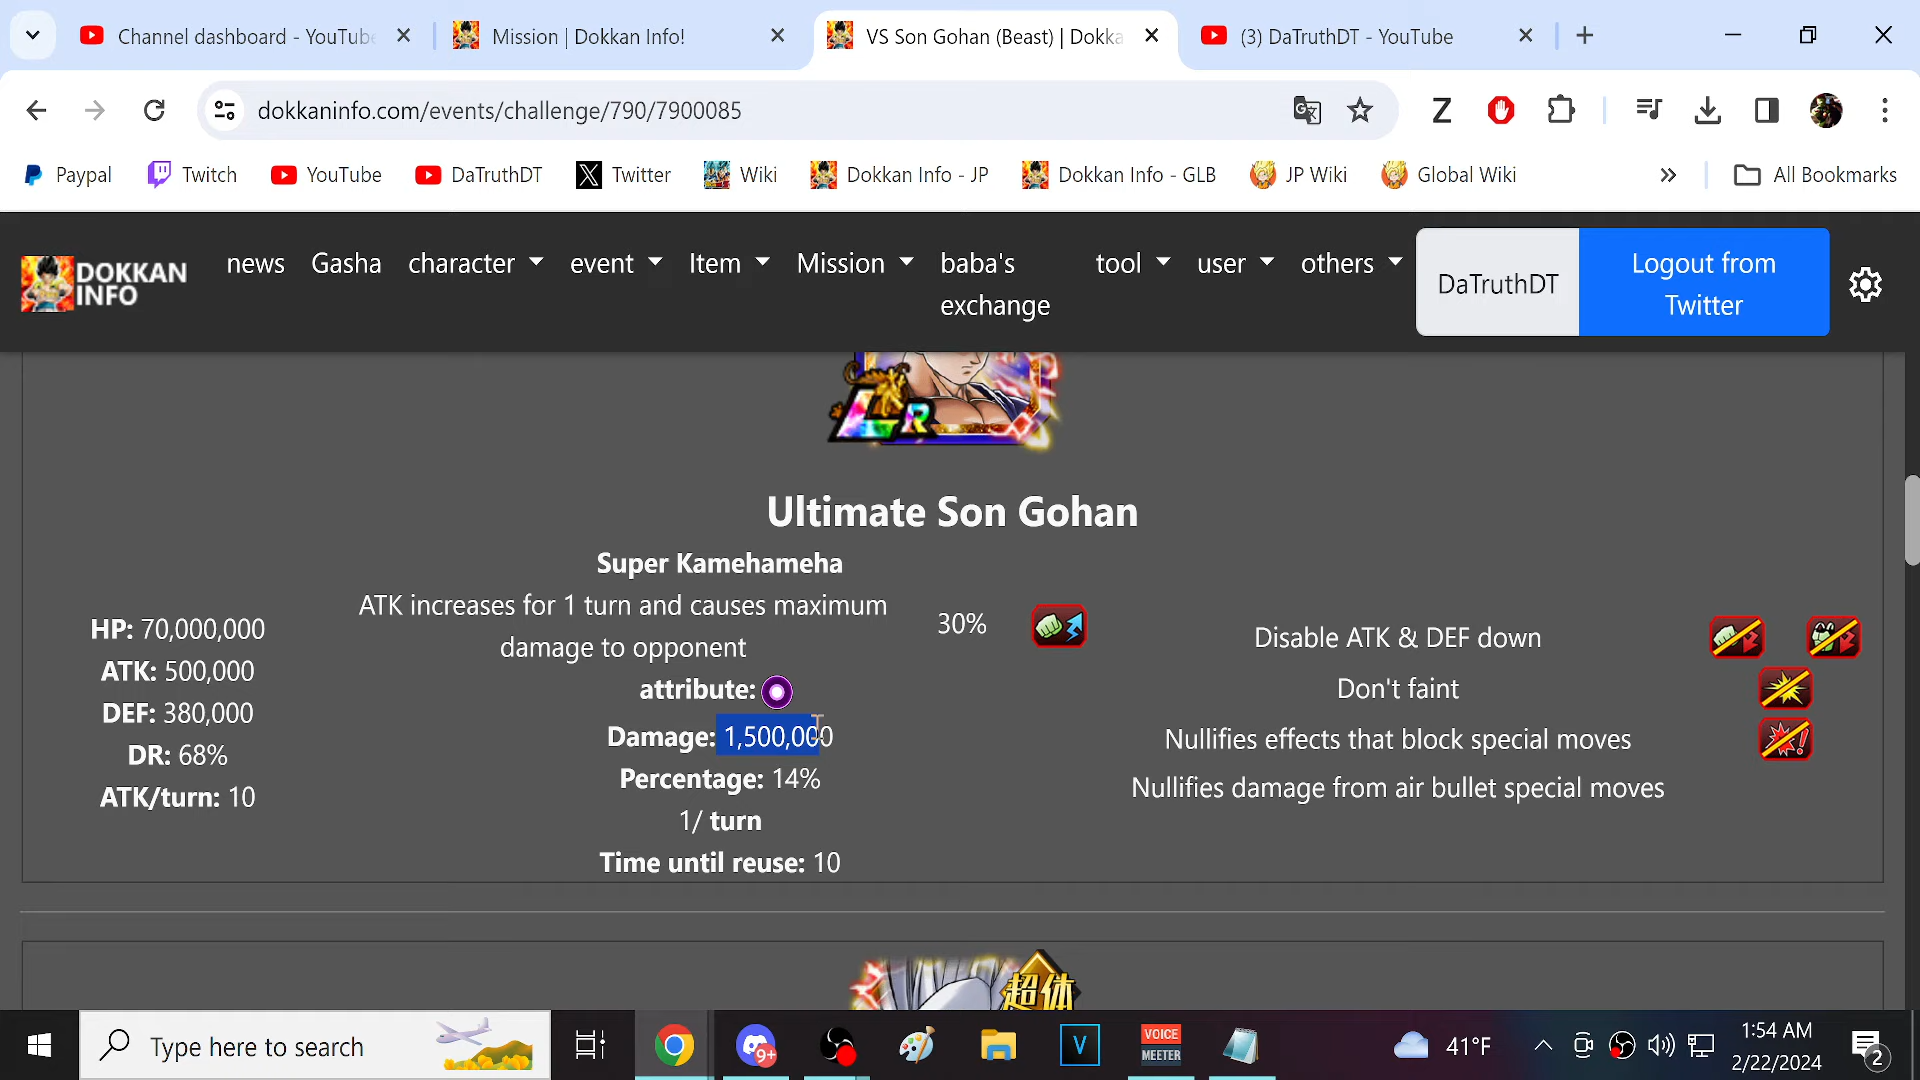 Channel dashboard - YouTube
Mission | Dokkan Info!
VS Son Gohan (Beast) | Dokka
(3) DaTruthDT - YouTube
dokkaninfo.com/events/challenge/790/7900085
Z
Paypal
Twitch
YouTube
DaTruthDT
Twitter
Wiki
Dokkan Info - JP
Dokkan Info - GLB
JP Wiki
Global Wiki
All Bookmarks
DOKKAN
INFO
news
Gasha
character
event
Item
Mission
baba's
exchange
tool
user
others
DaTruthDT
Logout from
Twitter
LR
Ultimate Son Gohan
HP: 70,000,000
ATK: 500,000
DEF: 380,000
DR: 68%
ATK/turn: 10
Super Kamehameha
ATK increases for 1 turn and causes maximum
damage to opponent
30%
attribute:
Damage: 1,500,000
Percentage: 14%
1/ turn
Time until reuse: 10
Disable ATK & DEF down
Don't faint
Nullifies effects that block special moves
Nullifies damage from air bullet special moves
超体
Type here to search
9+
V
VOICE
MEETER
41°F
1:54 AM
2/22/2024
2